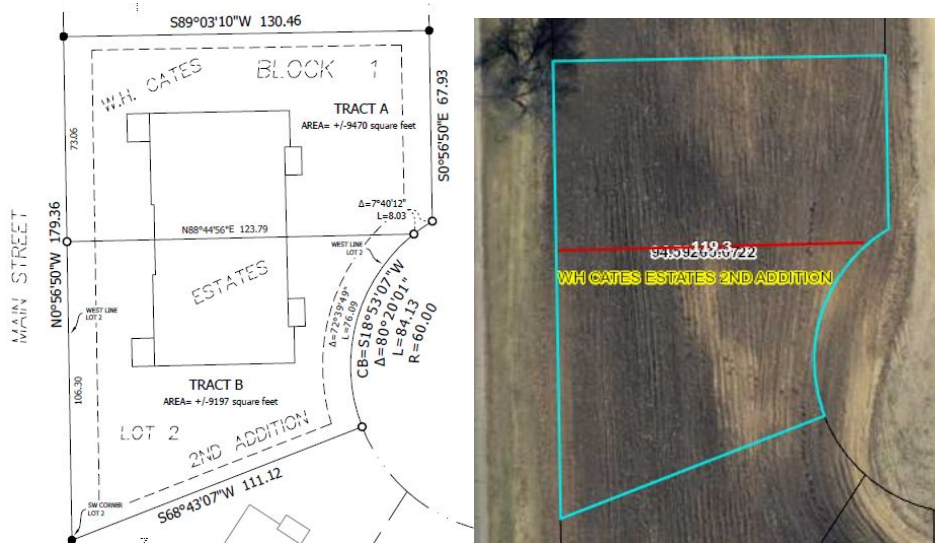 S89°03'10"W 130.46
W.H. CATES
BLOCK 1
TRACT A
AREA= +/-9470 square feet
S0°56'50"E 67.93
73.06
Δ=7°40'12"
L=8.03
MAIN STREET
N0°56'50"W 179.36
N88°44'56"E 123.79
WEST LINE
LOT 2
ESTATES
WEST LINE
LOT 2
Δ=72°39'49"
L=76.09
CB=S18°53'07"W
Δ=80°20'01"
L=84.13
R=60.00
106.30
TRACT B
AREA= +/-9197 square feet
LOT 2
2ND ADDITION
S68°43'07"W 111.12
SW CORNER
LOT 2
119.3
WH CATES ESTATES 2ND ADDITION